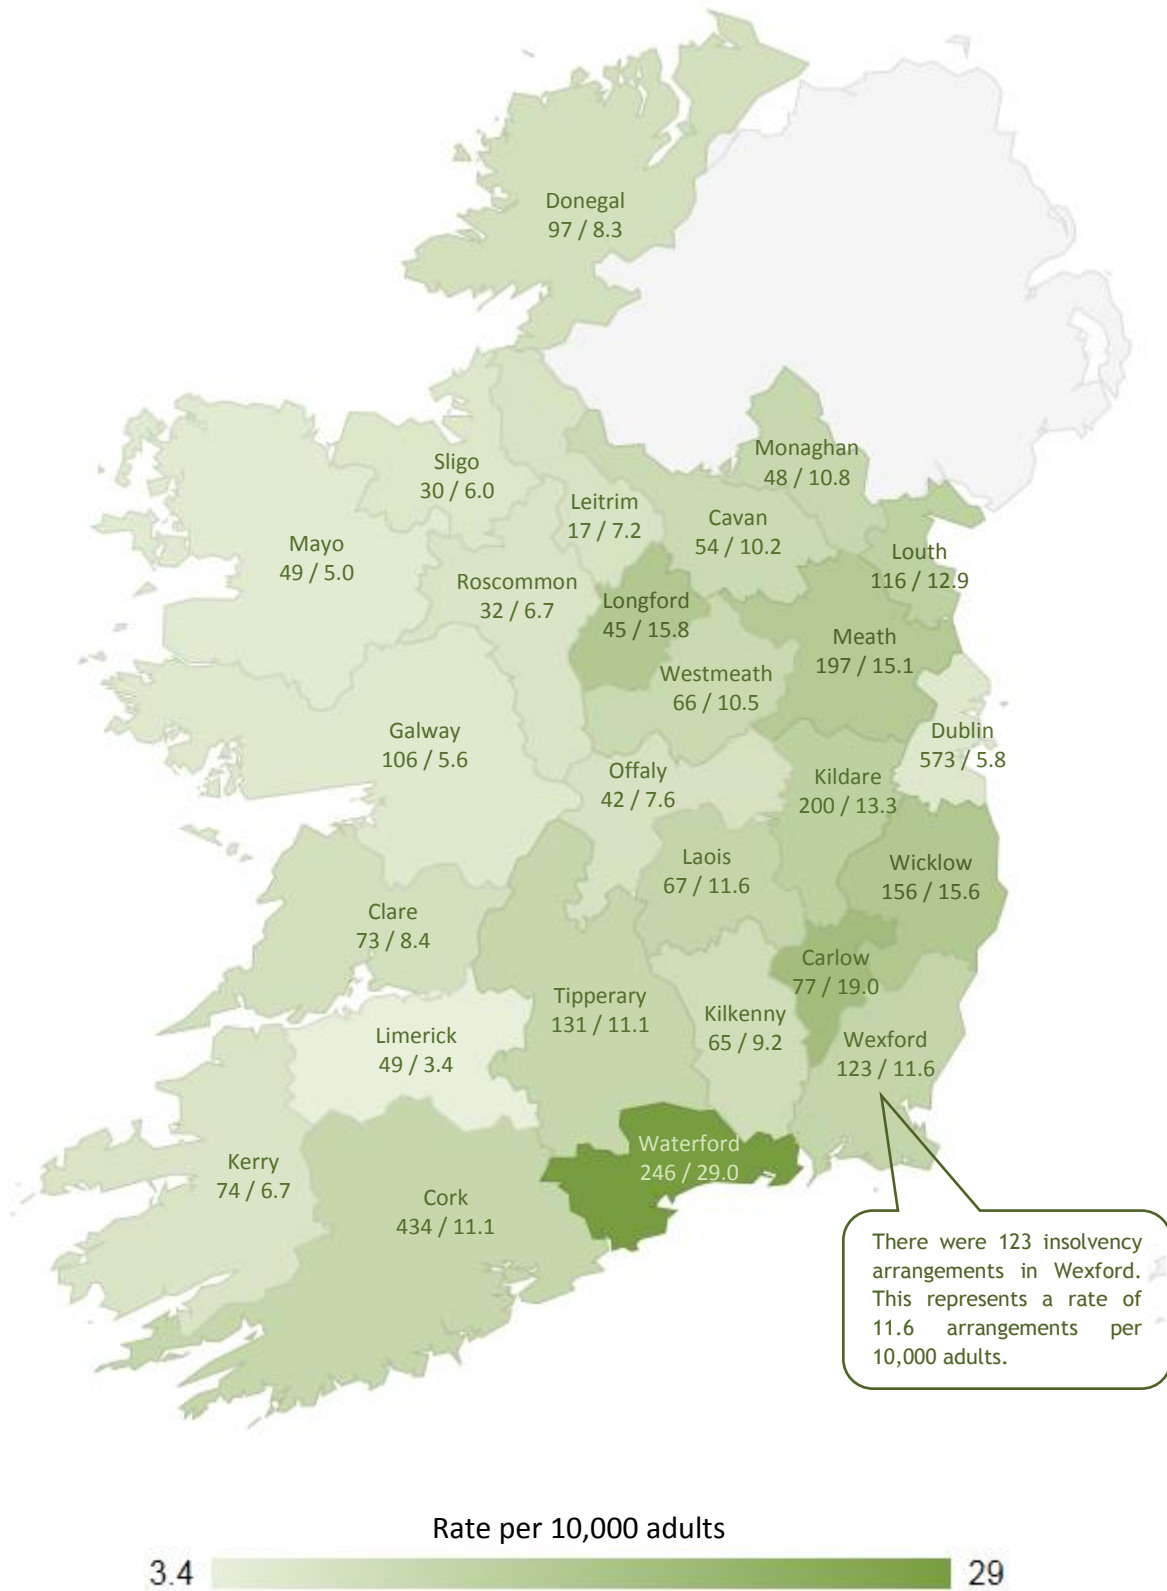 Donegal
97 / 8.3
Monaghan
48 / 10.8
Sligo
30 / 6.0
Leitrim
17 / 7.2
Cavan
54 / 10.2
Mayo
49 / 5.0
Louth
116 / 12.9
Roscommon
32 / 6.7
Longford
45 / 15.8
Meath
197 / 15.1
Westmeath
66 / 10.5
Galway
106 / 5.6
Dublin
573 / 5.8
Offaly
42 / 7.6
Kildare
200 / 13.3
Laois
67 / 11.6
Wicklow
156 / 15.6
Clare
73 / 8.4
Carlow
77 / 19.0
Tipperary
131 / 11.1
Kilkenny
65 / 9.2
Limerick
49 / 3.4
Wexford
123 / 11.6
Waterford
246 / 29.0
Kerry
74 / 6.7
Cork
434 / 11.1
There were 123 insolvency
arrangements in Wexford.
This represents a rate of
11.6 arrangements per
10,000 adults.
Rate per 10,000 adults
3.4 29